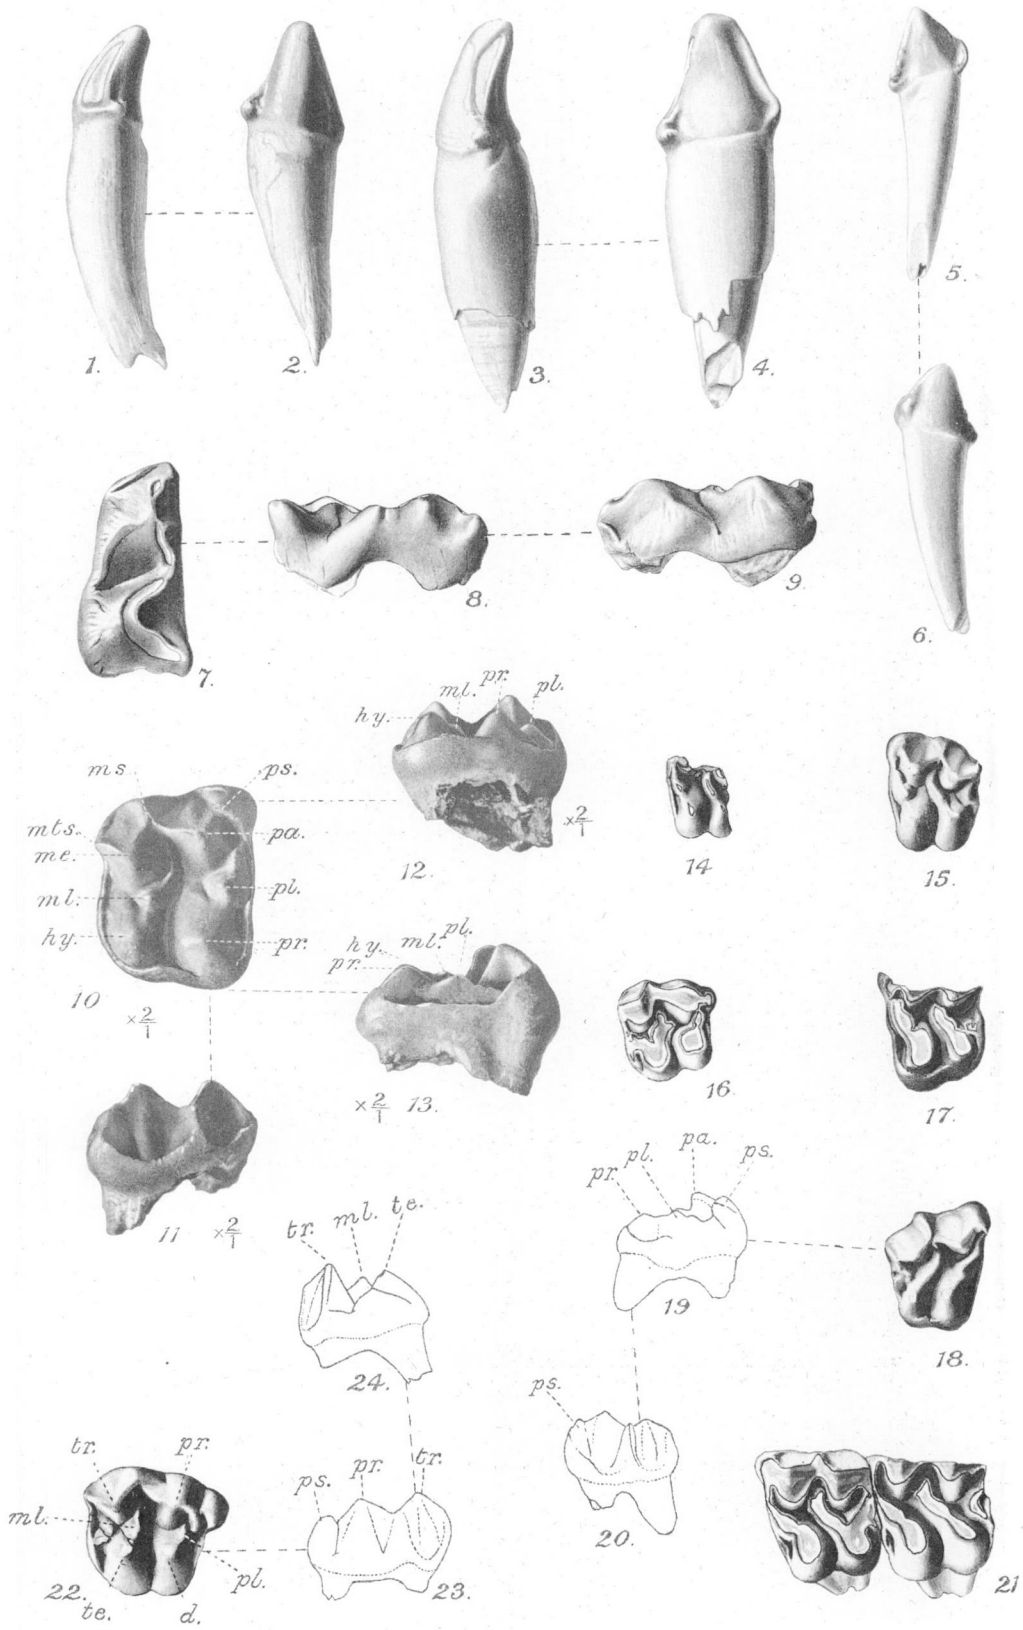 1.
2.
3.
4.
5.
6.
7.
8.
9.
hy. ml. pr. pl.
×2/1
12.
ms. ps.
mts. pa.
me.
ml. pl.
hy. pr.
10
×2/1
hy. ml. pl.
pr.
×2/1 13.
11 ×2/1
14
15.
16.
17.
pr. pl. pa. ps.
19
18.
tr. ml. te.
24.
ps.
20.
tr. pr.
ml.
22. te. d. pl.
ps. pr. tr.
23.
21